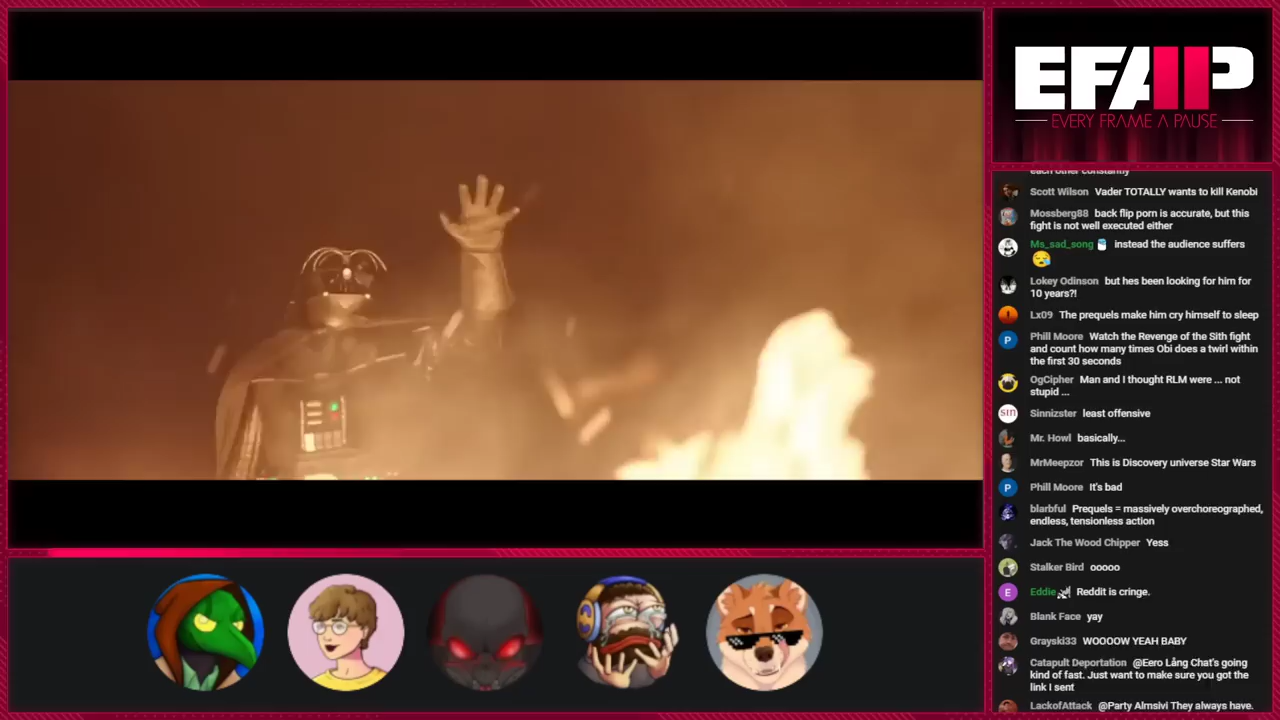 EFAP
EVERY FRAME A PAUSE
each other constantly
Scott Wilson Vader TOTALLY wants to kill Kenobi
Mossberg88 back flip porn is accurate, but this
fight is not well executed either
Ms_sad_song instead the audience suffers
Lokey Odinson but hes been looking for him for
10 years?!
Lx09 The prequels make him cry himself to sleep
P
Phill Moore Watch the Revenge of the Sith fight
and count how many times Obi does a twirl within
the first 30 seconds
OgCipher Man and I thought RLM were ... not
stupid ...
sin
Sinnizster least offensive
Mr. Howl basically...
MrMeepzor This is Discovery universe Star Wars
P
Phill Moore It's bad
blarbful Prequels = massively overchoreographed,
endless, tensionless action
Jack The Wood Chipper Yess
Stalker Bird ooooo
E
Eddie Reddit is cringe.
Blank Face yay
Grayski33 WOOOOW YEAH BABY
Catapult Deportation @Eero Lång Chat's going
kind of fast. Just want to make sure you got the
link I sent
LackofAttack @Party Almsivi They always have.